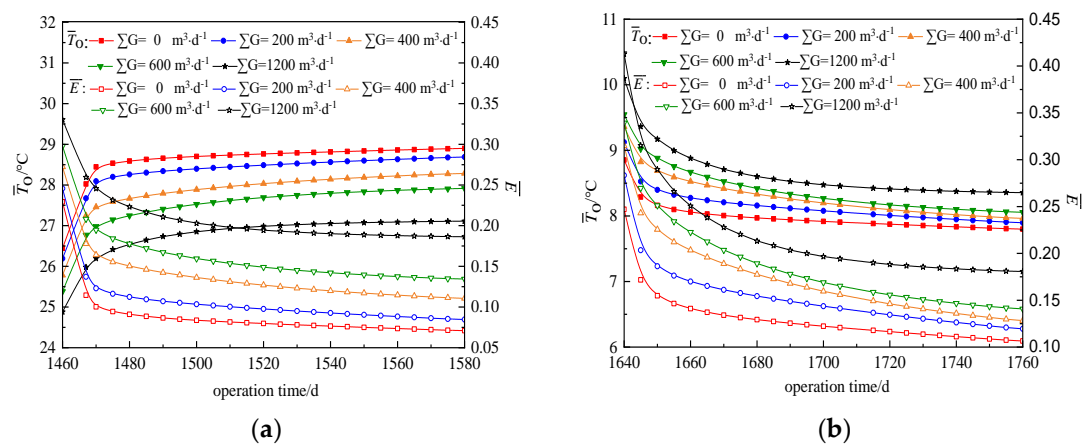 T̅O: ∑G= 0 m³·d⁻¹ ∑G= 200 m³·d⁻¹ ∑G= 400 m³·d⁻¹
∑G= 600 m³·d⁻¹ ∑G=1200 m³·d⁻¹
E̅: ∑G= 0 m³·d⁻¹ ∑G= 200 m³·d⁻¹ ∑G= 400 m³·d⁻¹
∑G= 600 m³·d⁻¹ ∑G=1200 m³·d⁻¹
32
31
30
29
28
27
26
25
24
T̅O/°C
0.45
0.40
0.35
0.30
0.25
0.20
0.15
0.10
0.05
E̅
1460 1480 1500 1520 1540 1560 1580
operation time/d
(a)
T̅O: ∑G= 0 m³·d⁻¹ ∑G= 200 m³·d⁻¹ ∑G= 400 m³·d⁻¹
∑G= 600 m³·d⁻¹ ∑G=1200 m³·d⁻¹
E̅: ∑G= 0 m³·d⁻¹ ∑G= 200 m³·d⁻¹ ∑G= 400 m³·d⁻¹
∑G= 600 m³·d⁻¹ ∑G=1200 m³·d⁻¹
11
10
9
8
7
6
T̅O/°C
0.45
0.40
0.35
0.30
0.25
0.20
0.15
0.10
E̅
1640 1660 1680 1700 1720 1740 1760
operation time/d
(b)